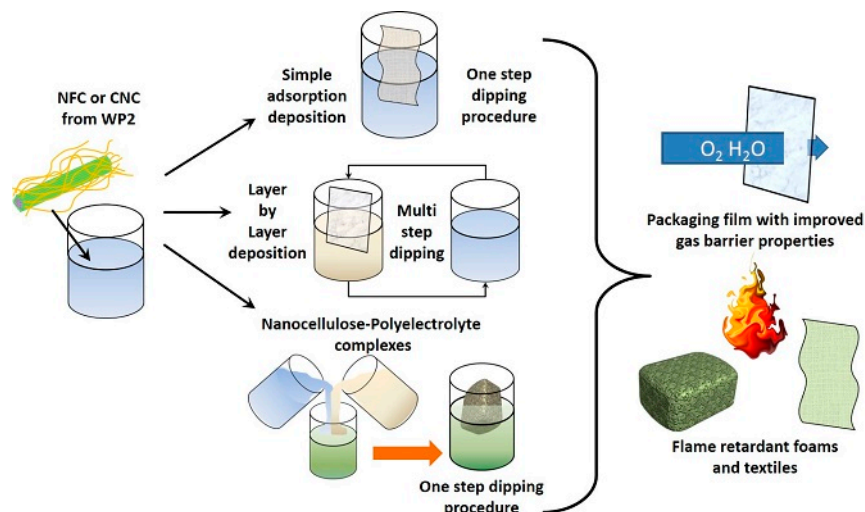 NFC or CNC
from WP2
Simple
adsorption
deposition
One step
dipping
procedure
Layer
by
Layer
deposition
Multi
step
dipping
Nanocellulose-Polyelectrolyte
complexes
One step dipping
procedure
O₂ H₂O
Packaging film with improved
gas barrier properties
Flame retardant foams
and textiles